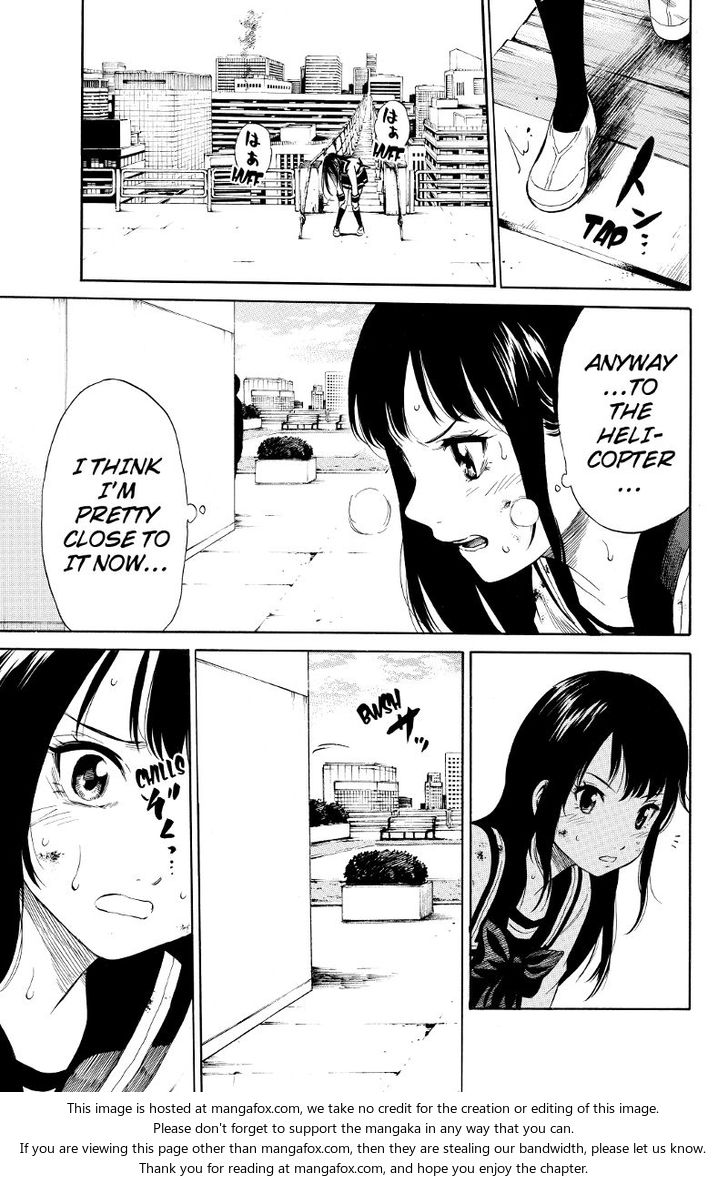 トン…
TAP
はぁ
HUFF
はぁ
HUFF
ANYWAY
...TO
THE
HELI-
COPTER
...
I THINK
I'M
PRETTY
CLOSE TO
IT NOW...
BWSH
サッ
CHILLS
ゾクっ…
This image is hosted at mangafox.com, we take no credit for the creation or editing of this image.
Please don't forget to support the mangaka in any way that you can.
If you are viewing this page other than mangafox.com, then they are stealing our bandwidth, please let us know.
Thank you for reading at mangafox.com, and hope you enjoy the chapter.